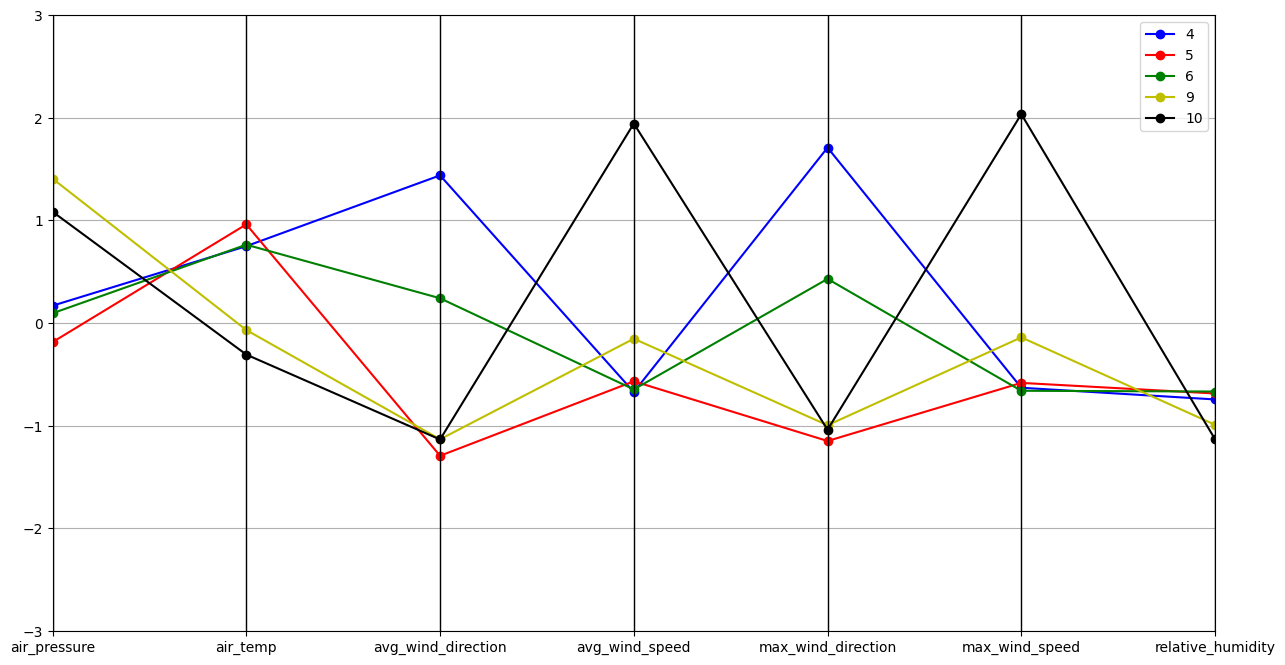 3
2
1
0
−1
−2
−3
4
5
6
9
10
air_pressure
air_temp
avg_wind_direction
avg_wind_speed
max_wind_direction
max_wind_speed
relative_humidity